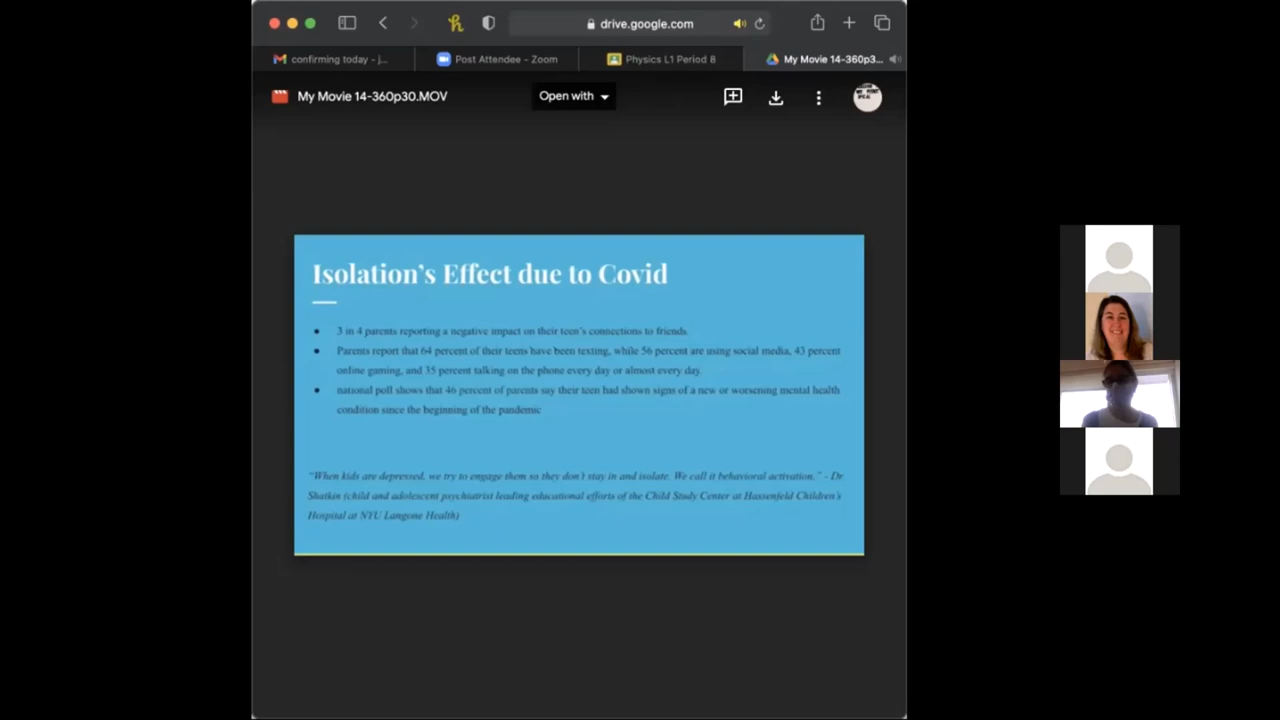 drive.google.com
confirming today - j...
Post Attendee - Zoom
Physics L1 Period 8
My Movie 14-360p3...
My Movie 14-360p30.MOV
Open with
Isolation's Effect due to Covid
3 in 4 parents reporting a negative impact on their teen's connections to friends.
Parents report that 64 percent of their teens have been texting, while 56 percent are using social media, 43 percent
online gaming, and 35 percent talking on the phone every day or almost every day.
national poll shows that 46 percent of parents say their teen had shown signs of a new or worsening mental health
condition since the beginning of the pandemic
"When kids are depressed, we try to engage them so they don't stay in and isolate. We call it behavioral activation," - Dr
Shatkin (child and adolescent psychiatrist leading educational efforts of the Child Study Center at Hassenfeld Children's
Hospital at NYU Langone Health)